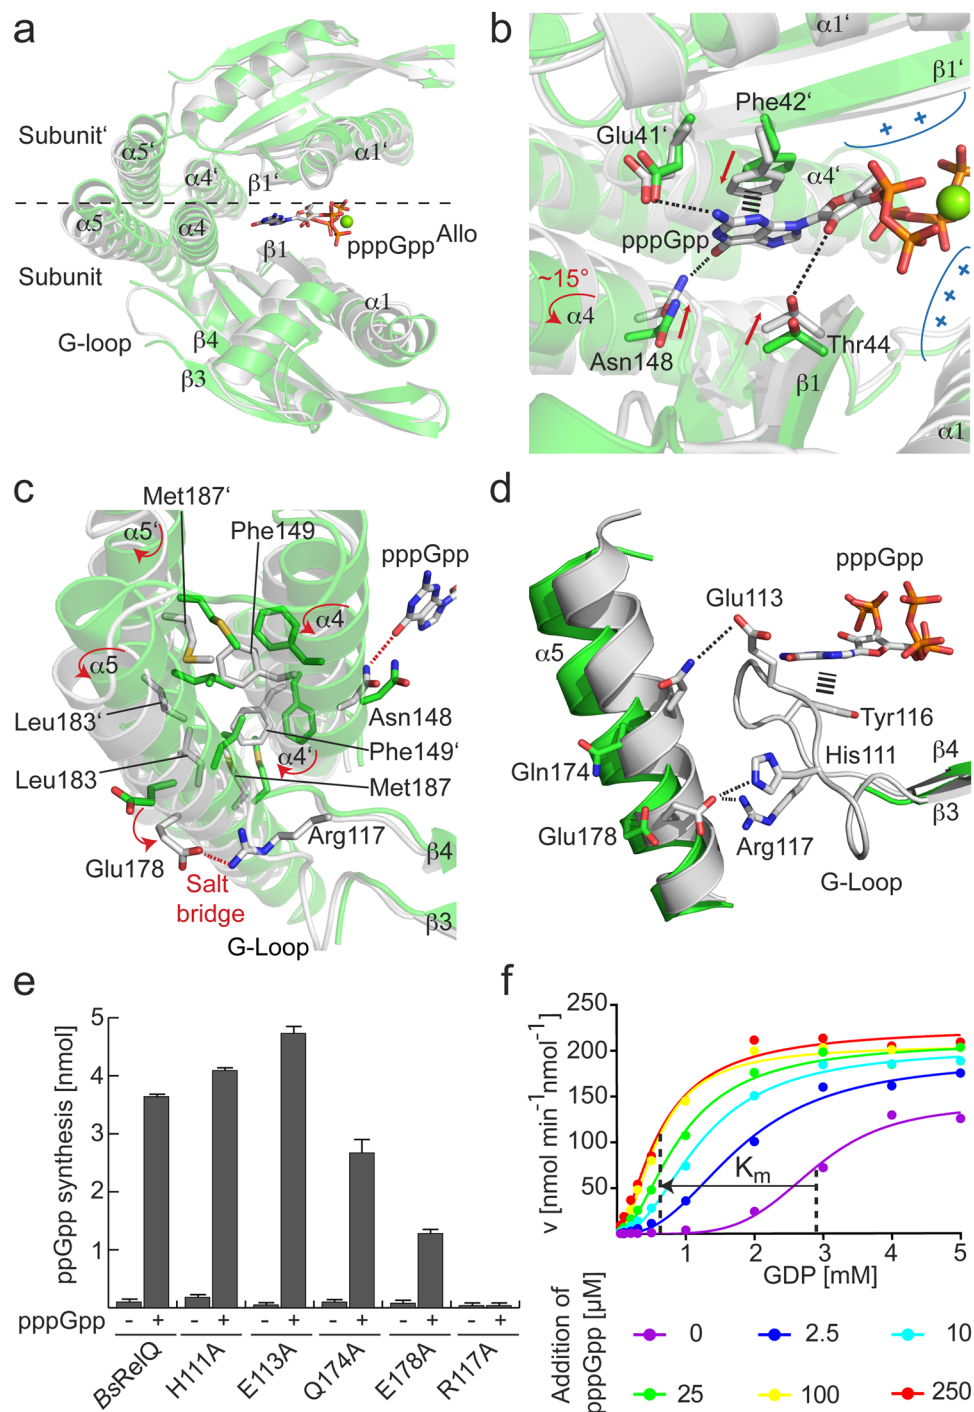 a
Subunit‘
α5‘
α4‘
α1‘
β1‘
α5
α4
β1
pppGpp Allo
Subunit
α1
G-loop
β4
β3
b
α1‘
β1‘
Phe42‘
Glu41‘
α4‘
pppGpp
~15°
α4
Asn148
Thr44
β1
α1
c
Met187‘
α5‘
Phe149
pppGpp
α4
α5
Leu183‘
Asn148
Phe149‘
α4‘
Leu183
Met187
Arg117
Glu178
β4
Salt
bridge
β3
G-Loop
d
pppGpp
Glu113
α5
Tyr116
His111
Gln174
β4
β3
Glu178
Arg117
G-Loop
e
ppGpp synthesis [nmol]
5
4
3
2
1
pppGpp - + - + - + - + - + - +
BsRelQ
H111A
E113A
Q174A
E178A
R117A
f
v [nmol min-1nmol-1]
250
200
150
100
50
Km
1 2 3 4 5
GDP [mM]
Addition of
pppGpp [µM]
0 2.5 10
25 100 250